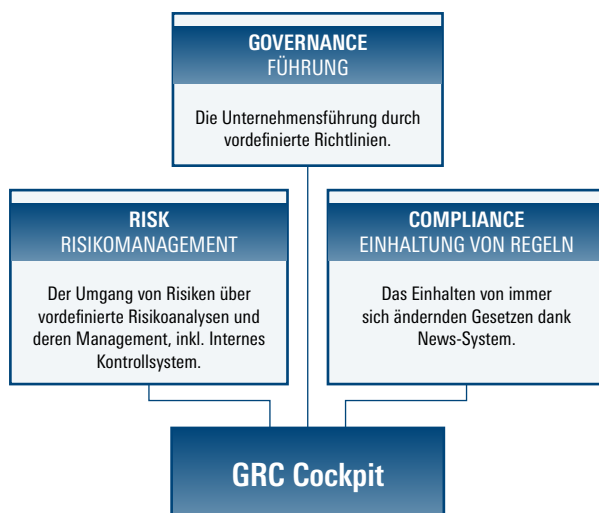 GOVERNANCE
FÜHRUNG
Die Unternehmensführung durch
vordefinierte Richtlinien.
RISK
RISIKOMANAGEMENT
Der Umgang von Risiken über
vordefinierte Risikoanalysen und
deren Management, inkl. Internes
Kontrollsystem.
COMPLIANCE
EINHALTUNG VON REGELN
Das Einhalten von immer
sich ändernden Gesetzen dank
News-System.
GRC Cockpit